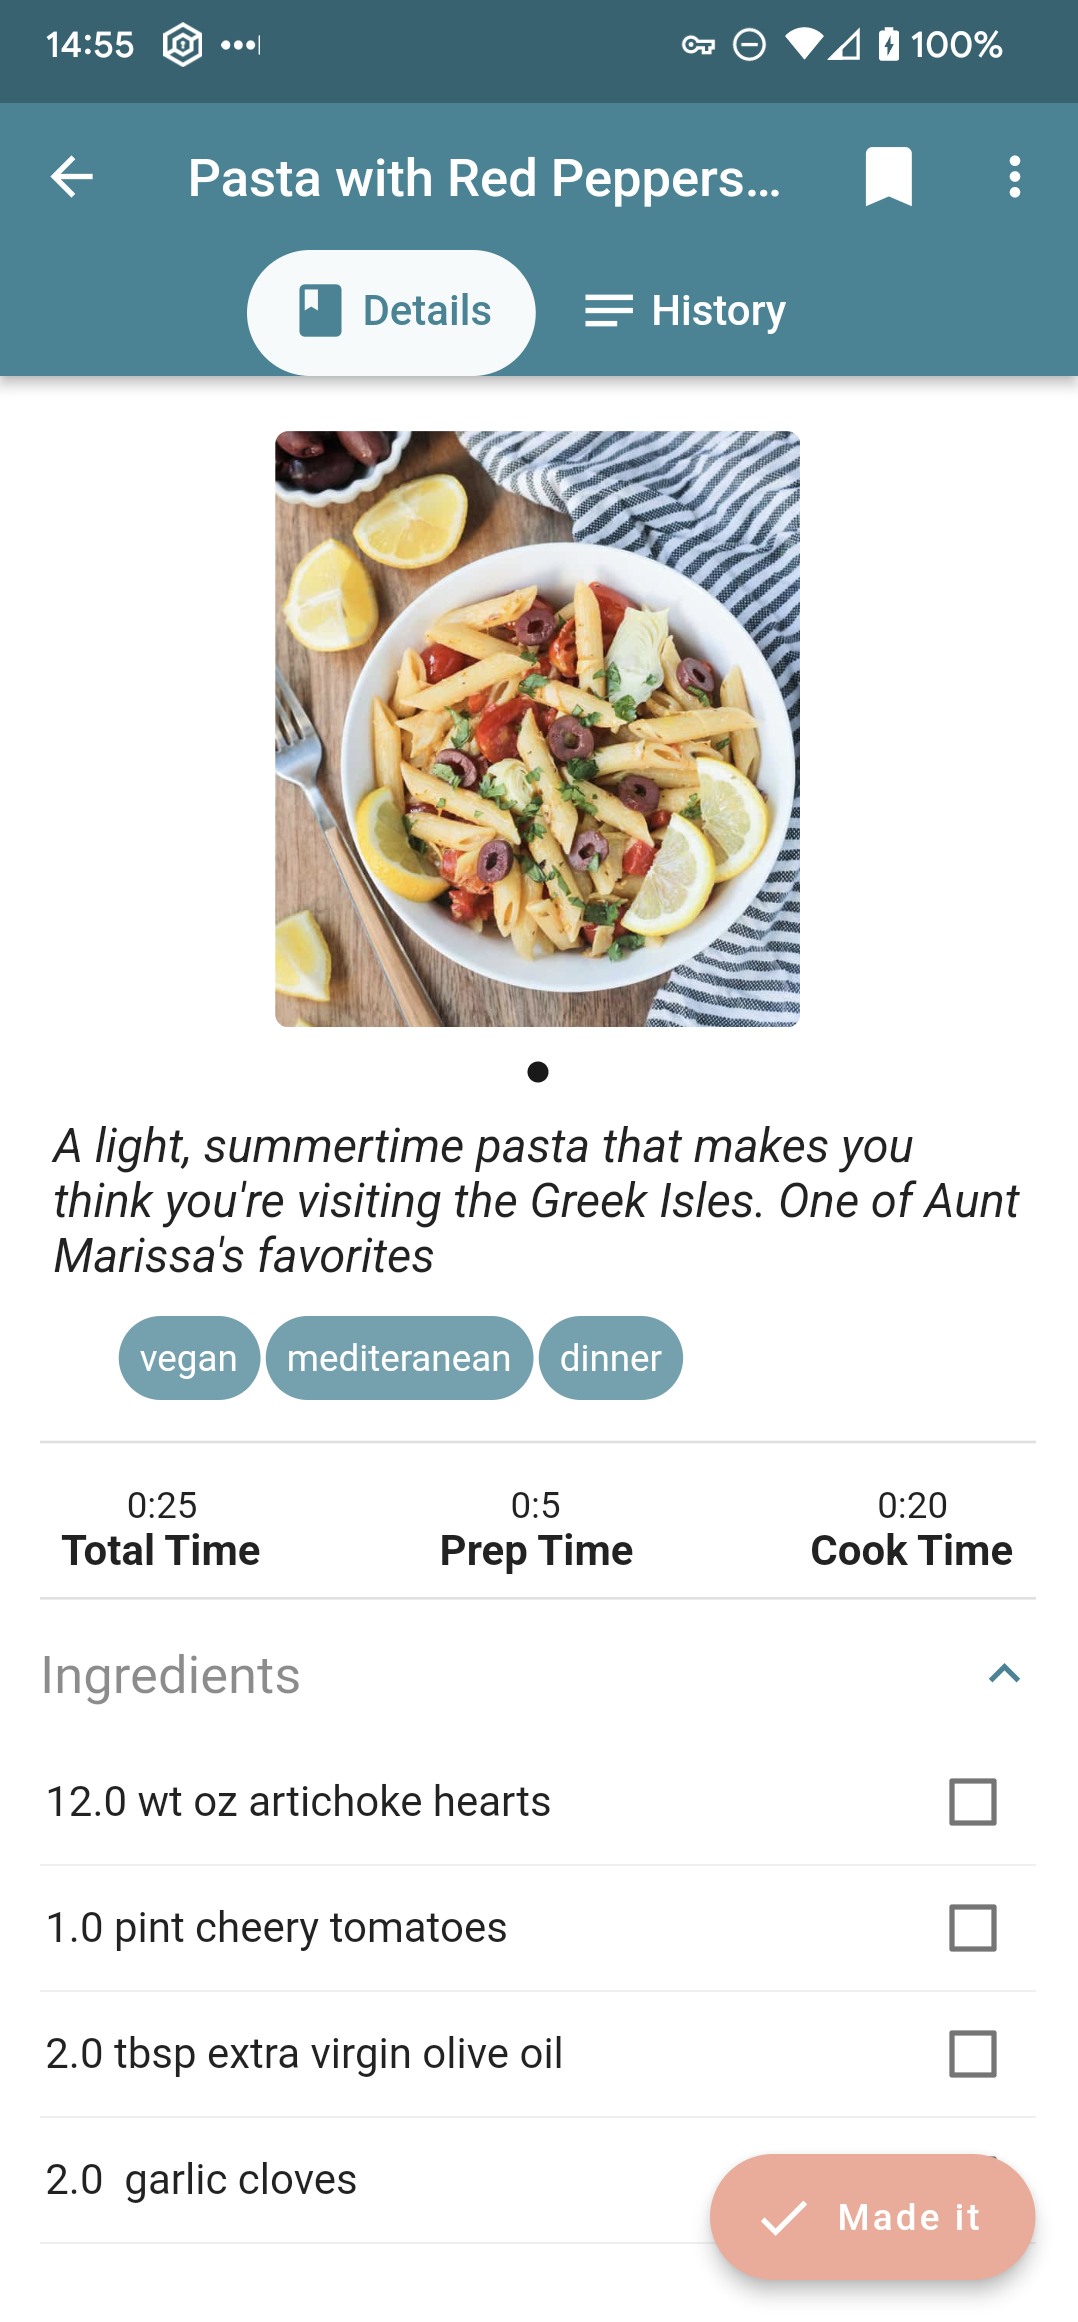 14:55
100%
Pasta with Red Peppers...
Details
History
A light, summertime pasta that makes you
think you're visiting the Greek Isles. One of Aunt
Marissa's favorites
vegan
mediteranean
dinner
0:25
Total Time
0:5
Prep Time
0:20
Cook Time
Ingredients
12.0 wt oz artichoke hearts
1.0 pint cheery tomatoes
2.0 tbsp extra virgin olive oil
2.0  garlic cloves
Made it